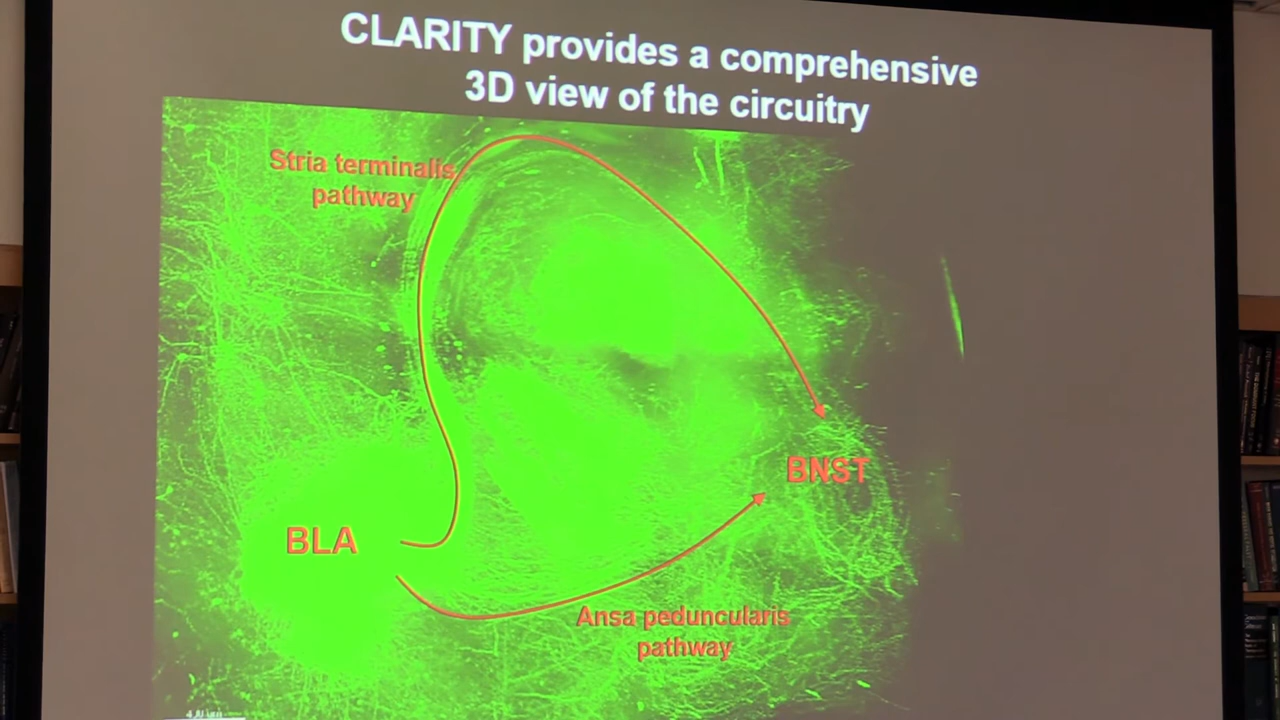 CLARITY provides a comprehensive
3D view of the circuitry
Stria terminalis
pathway
BNST
BLA
Ansa peduncularis
pathway